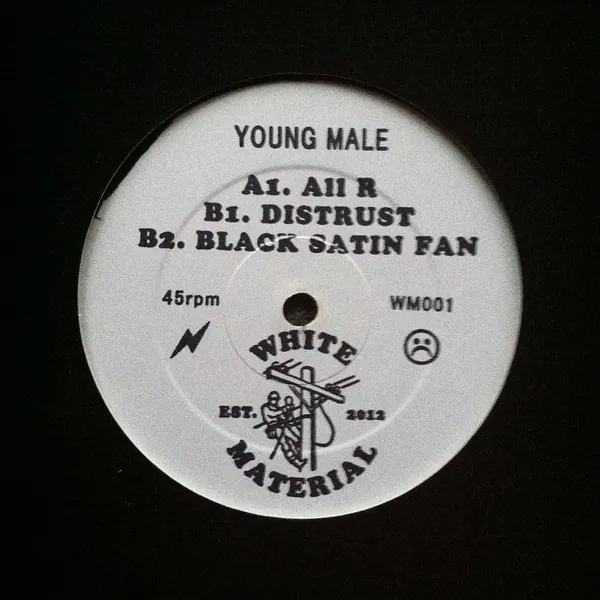 YOUNG MALE
A1. All R
B1. DISTRUST
B2. BLACK SATIN FAN
45rpm
WM001
WHITE
EST. 2012
MATERIAL